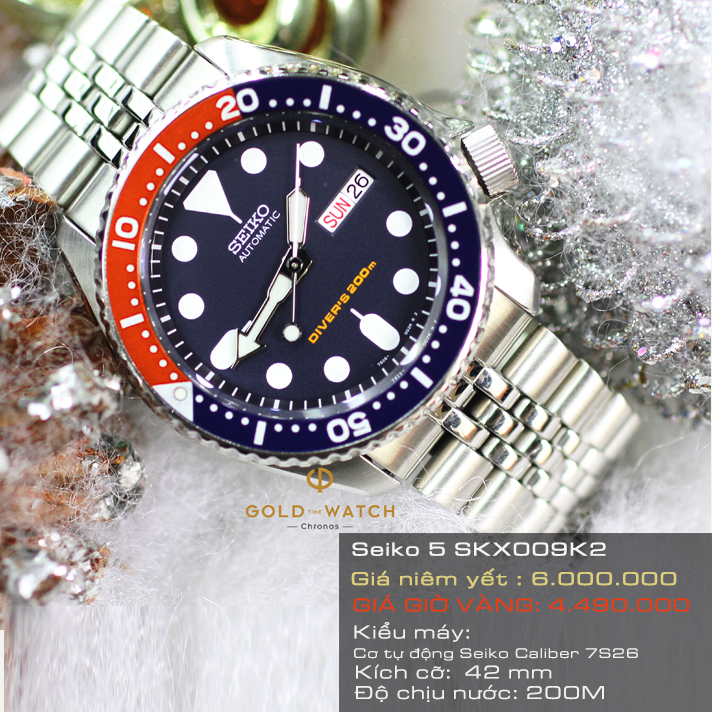 20
30
10
40
50
SEIKO
AUTOMATIC
SUN 26
DIVER'S 200m
GOLD TIME WATCH
Chronos
Seiko 5 SKX009K2
Giá niêm yết : 6.000.000
GIÁ GIỜ VÀNG: 4.490.000
Kiểu máy:
Cơ tự động Seiko Caliber 7S26
Kích cỡ: 42 mm
Độ chịu nước: 200M